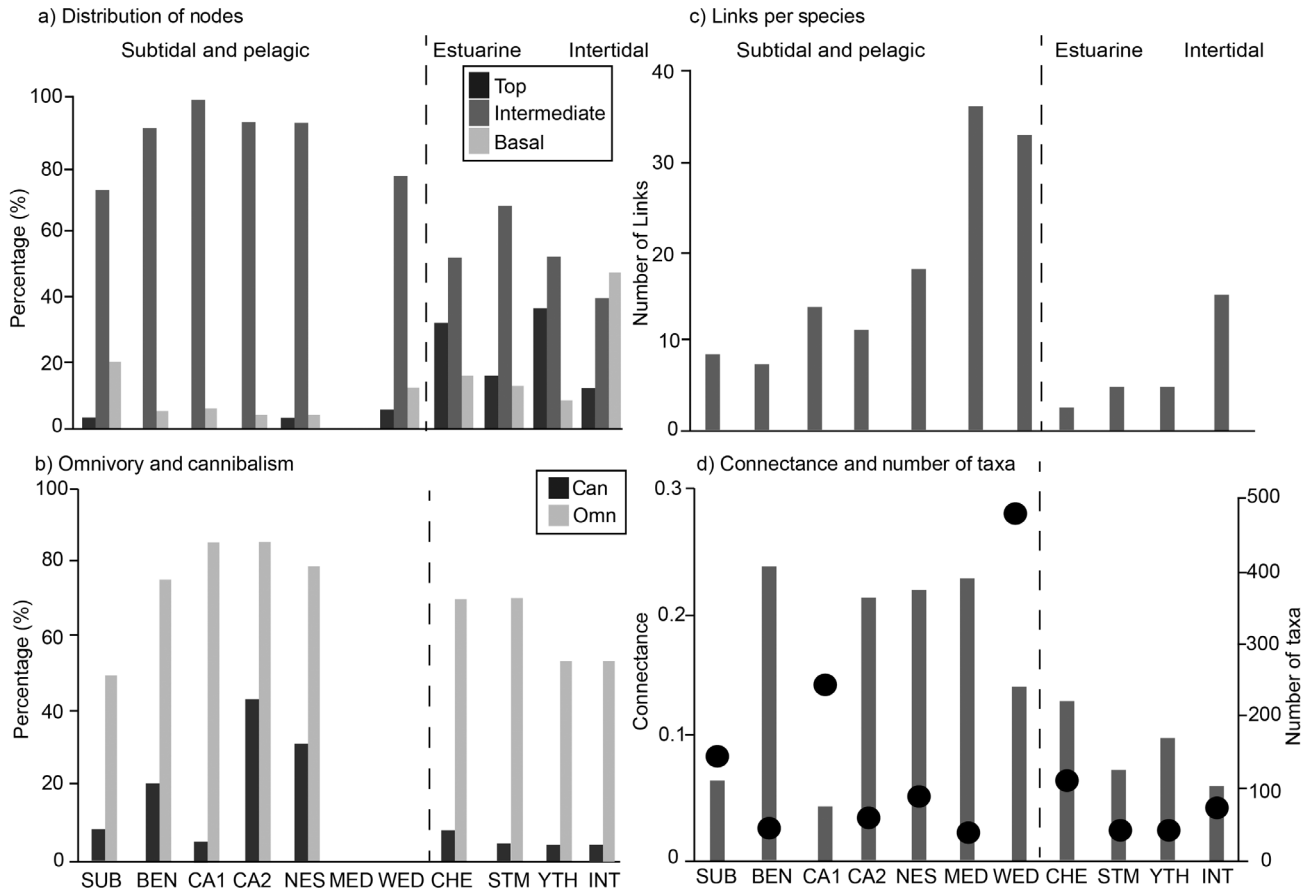 a) Distribution of nodes
Subtidal and pelagic
Estuarine
Intertidal
Top
Intermediate
Basal
Percentage (%)
100
80
60
40
20
0
c) Links per species
Subtidal and pelagic
Estuarine
Intertidal
Number of Links
40
30
20
10
0
b) Omnivory and cannibalism
Can
Omn
Percentage (%)
100
80
60
40
20
0
SUB BEN CA1 CA2 NES MED WED CHE STM YTH INT
d) Connectance and number of taxa
Connectance
0.3
0.2
0.1
0
Number of taxa
500
400
300
200
100
0
SUB BEN CA1 CA2 NES MED WED CHE STM YTH INT